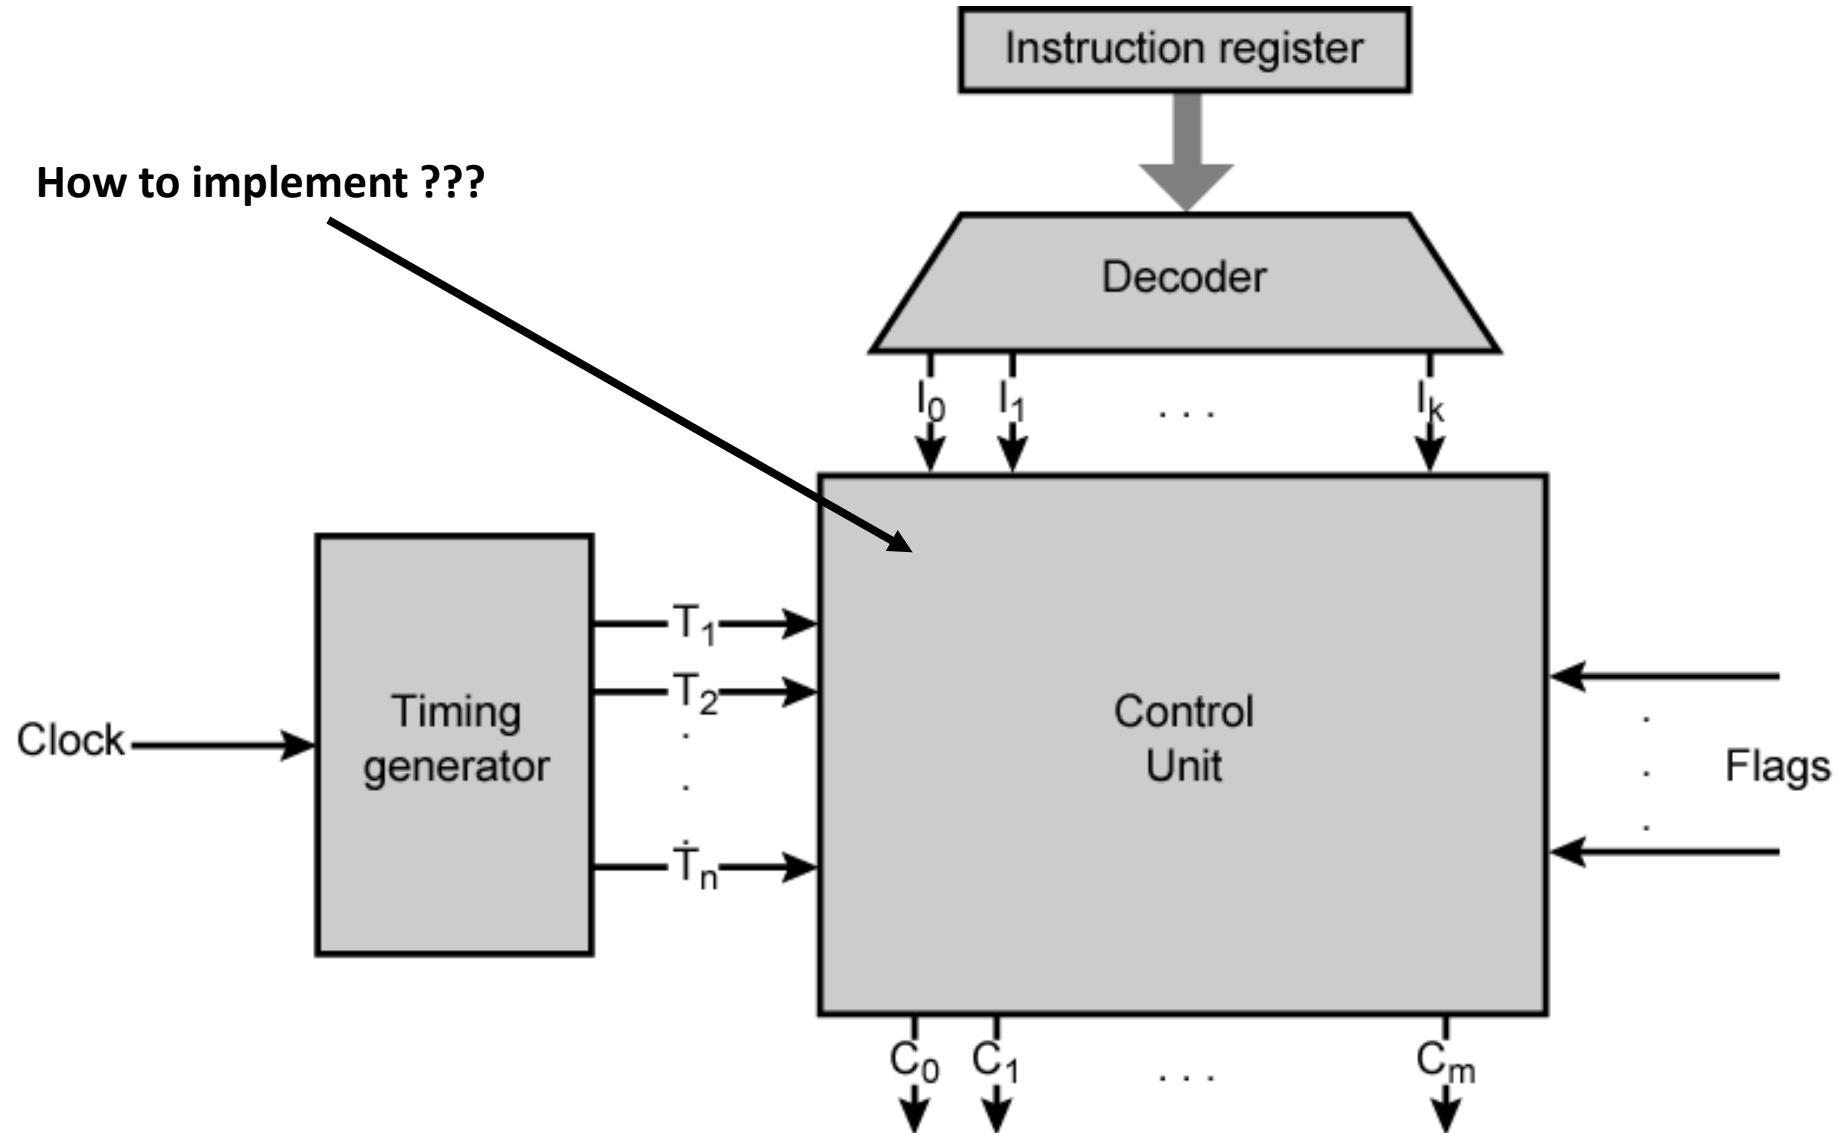 Instruction register
How to implement ???
Decoder
I0 I1 . . . Ik
T1
T2
.
.
.
Tn
Clock
Timing
generator
Control
Unit
.
.
.
Flags
C0 C1 . . . Cm